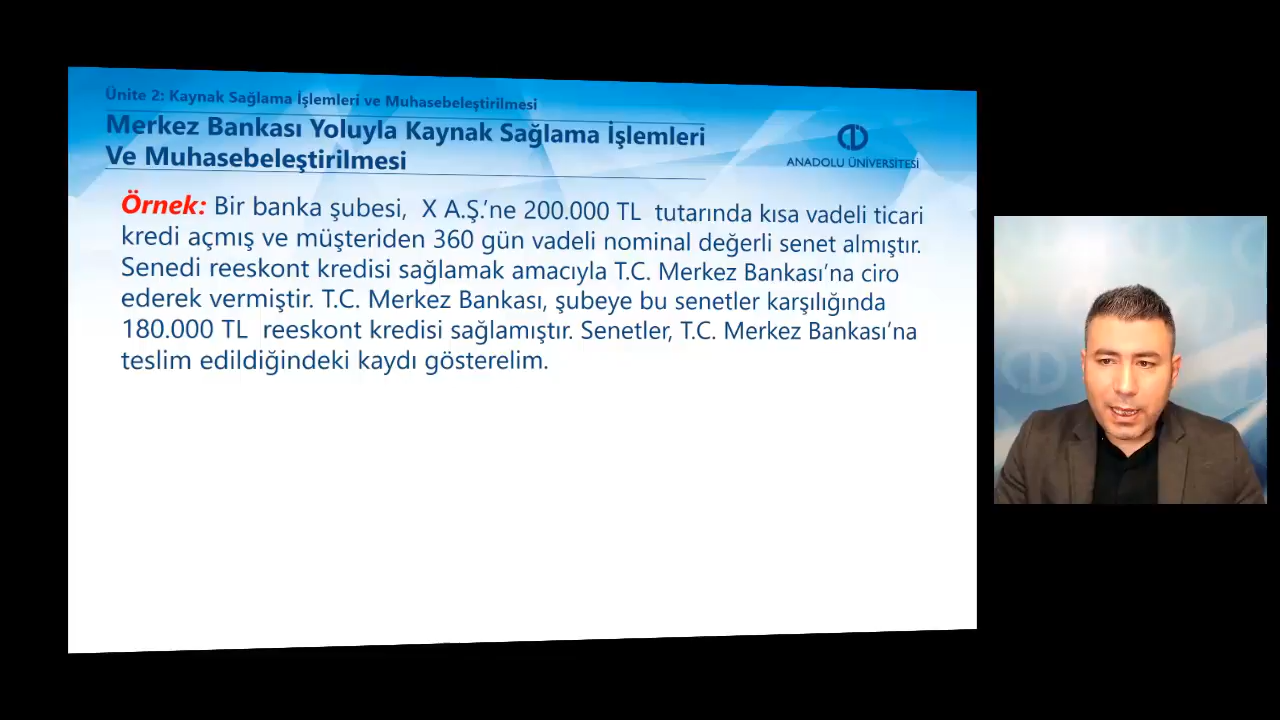 Ünite 2: Kaynak Sağlama İşlemleri ve Muhasebeleştirilmesi
Merkez Bankası Yoluyla Kaynak Sağlama İşlemleri
Ve Muhasebeleştirilmesi
ANADOLU ÜNİVERSİTESİ
Örnek: Bir banka şubesi, X A.Ş.'ne 200.000 TL tutarında kısa vadeli ticari
kredi açmış ve müşteriden 360 gün vadeli nominal değerli senet almıştır.
Senedi reeskont kredisi sağlamak amacıyla T.C. Merkez Bankası'na ciro
ederek vermiştir. T.C. Merkez Bankası, şubeye bu senetler karşılığında
180.000 TL reeskont kredisi sağlamıştır. Senetler, T.C. Merkez Bankası'na
teslim edildiğindeki kaydı gösterelim.